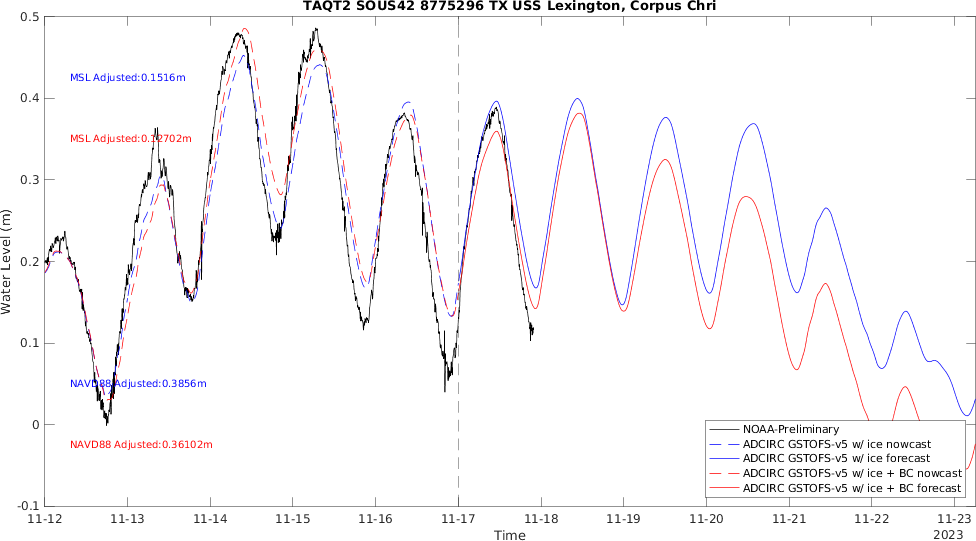 TAQT2 SOUS42 8775296 TX USS Lexington, Corpus Chri
0.5
MSL Adjusted:0.1516m
0.4
MSL Adjusted:0.12702m
0.3
Water Level (m)
0.2
0.1
NAVD88 Adjusted:0.3856m
0
NAVD88 Adjusted:0.36102m
NOAA-Preliminary
ADCIRC GSTOFS-v5 w/ ice nowcast
ADCIRC GSTOFS-v5 w/ ice forecast
ADCIRC GSTOFS-v5 w/ ice + BC nowcast
ADCIRC GSTOFS-v5 w/ ice + BC forecast
-0.1
11-12 11-13 11-14 11-15 11-16 11-17 11-18 11-19 11-20 11-21 11-22 11-23
Time
2023